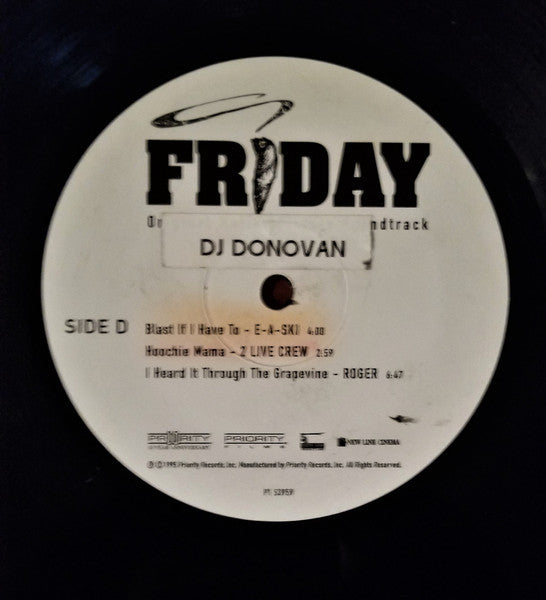 FRIDAY
ndtrack
DJ DONOVAN
SIDE D
Blast If I Have To - E-A-SKI 4:00
Hoochie Mama - 2 LIVE CREW 2:59
I Heard It Through The Grapevine - ROGER 6:47
PRIORITY PRIORITY NEW LINE CINEMA
FILMS
℗ © 1995 Priority Records, Inc. Manufactured by Priority Records, Inc. All Rights Reserved.